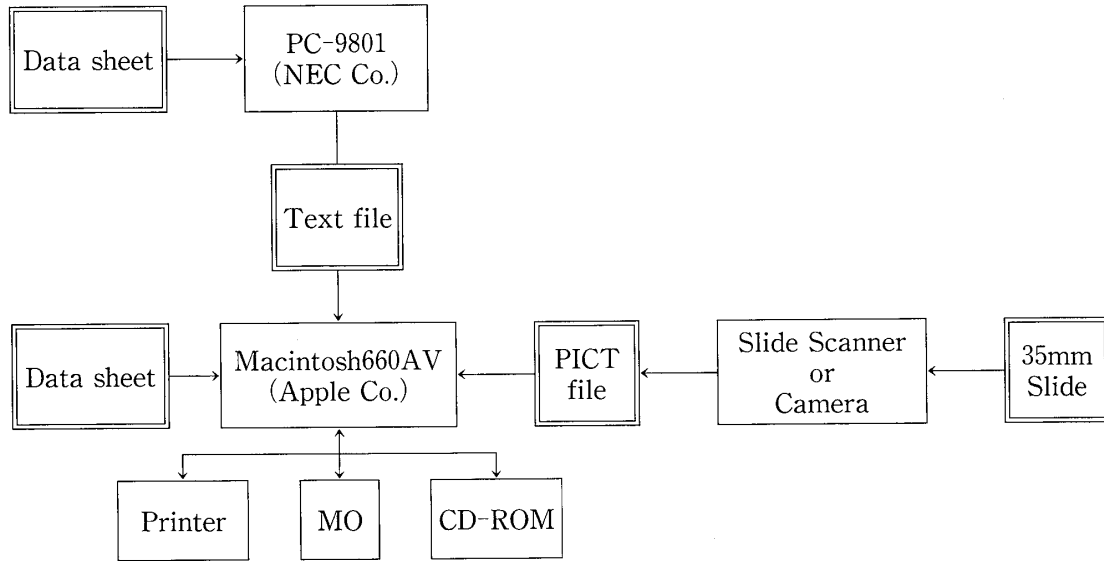 Data sheet
PC-9801
(NEC Co.)
Text file
Data sheet
Macintosh660AV
(Apple Co.)
PICT
file
Slide Scanner
or
Camera
35mm
Slide
Printer
MO
CD-ROM